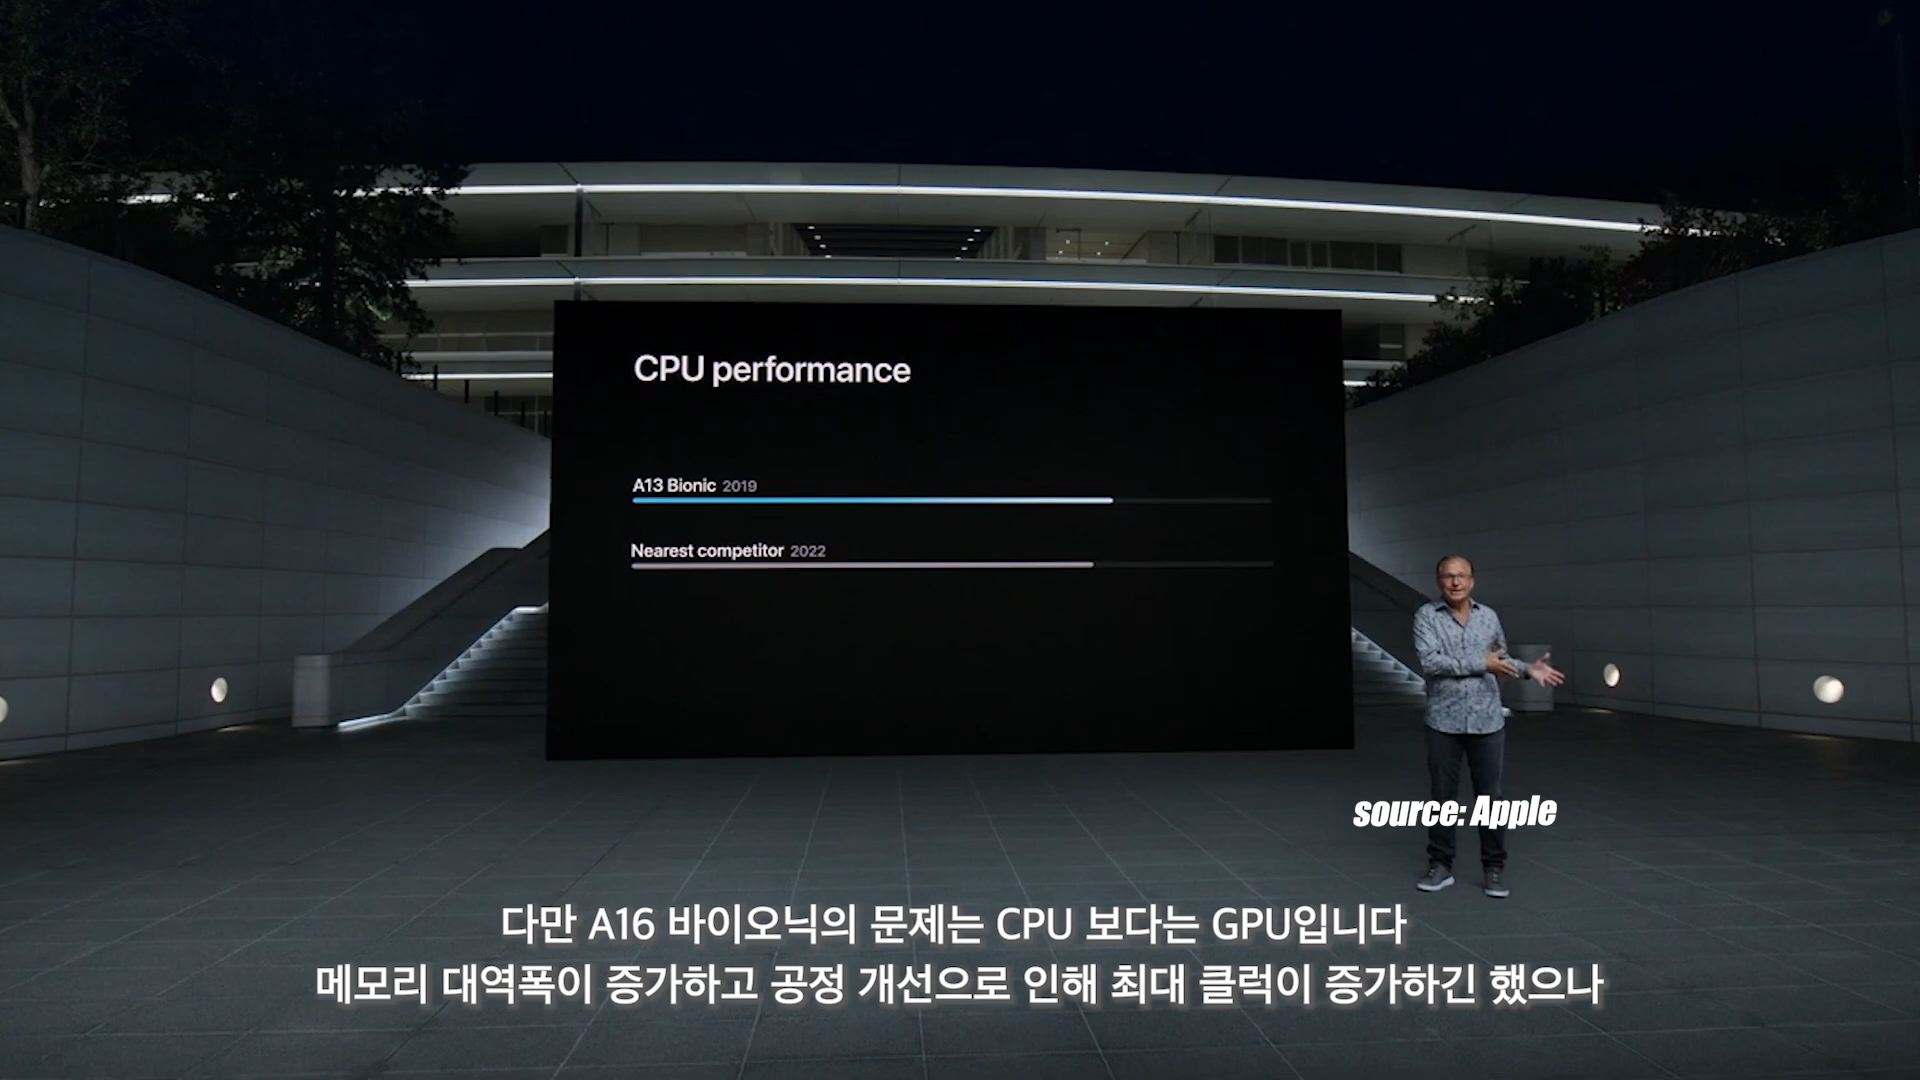 CPU performance
A13 Bionic 2019
Nearest competitor 2022
source: Apple
다만 A16 바이오닉의 문제는 CPU 보다는 GPU입니다
메모리 대역폭이 증가하고 공정 개선으로 인해 최대 클럭이 증가하긴 했으나